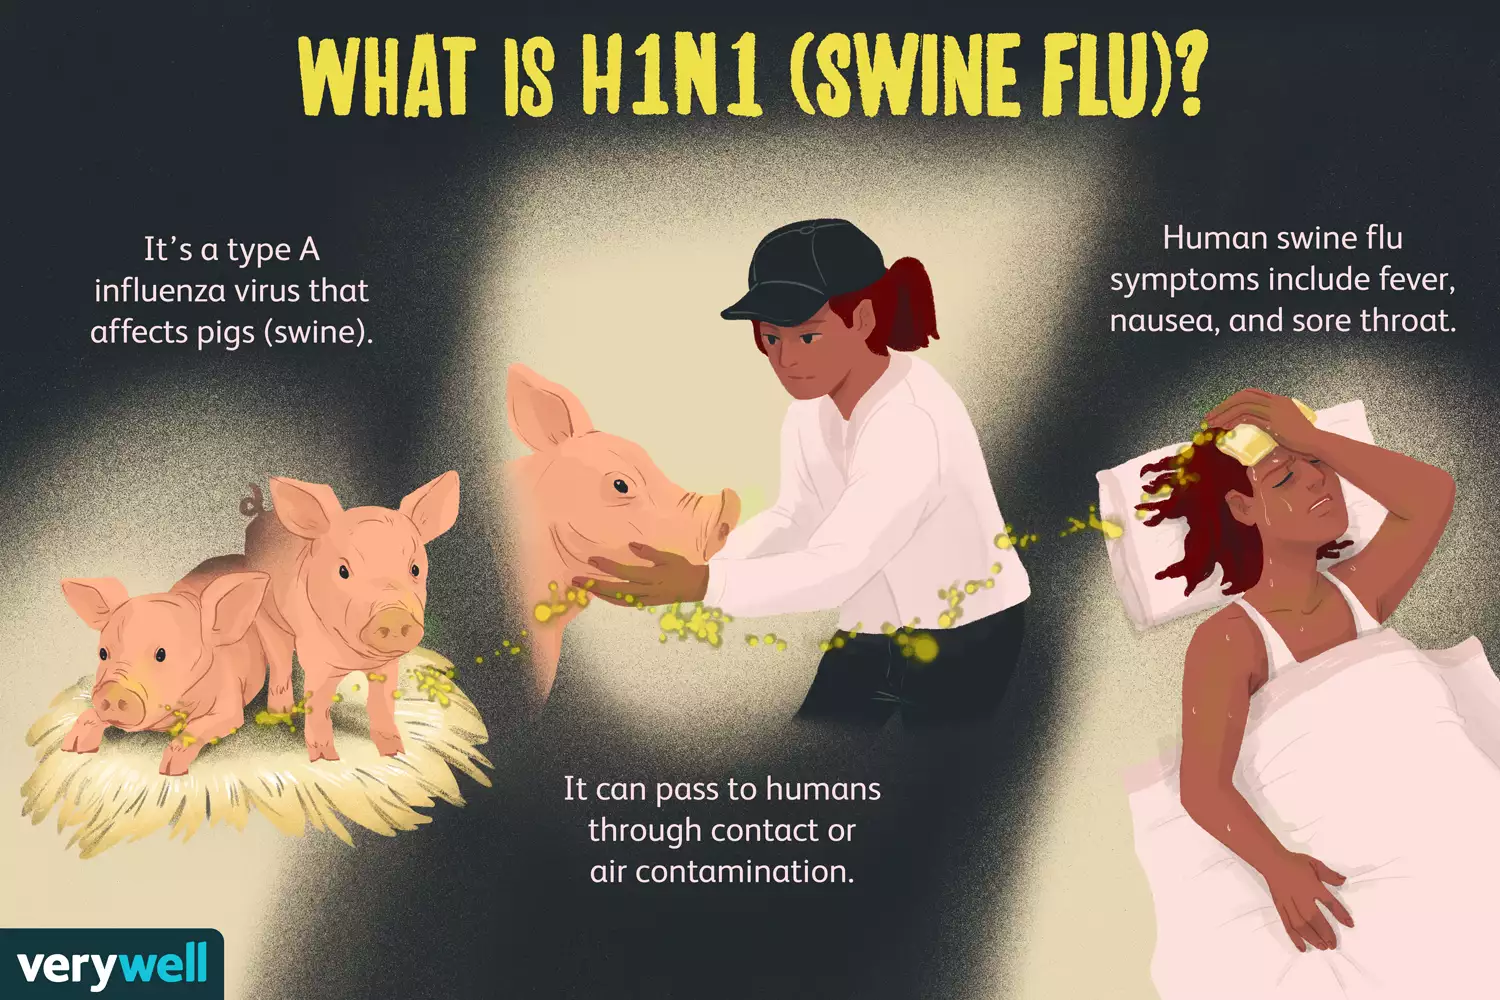 WHAT IS H1N1 (SWINE FLU)?
It's a type A
influenza virus that
affects pigs (swine).
Human swine flu
symptoms include fever,
nausea, and sore throat.
It can pass to humans
through contact or
air contamination.
verywell